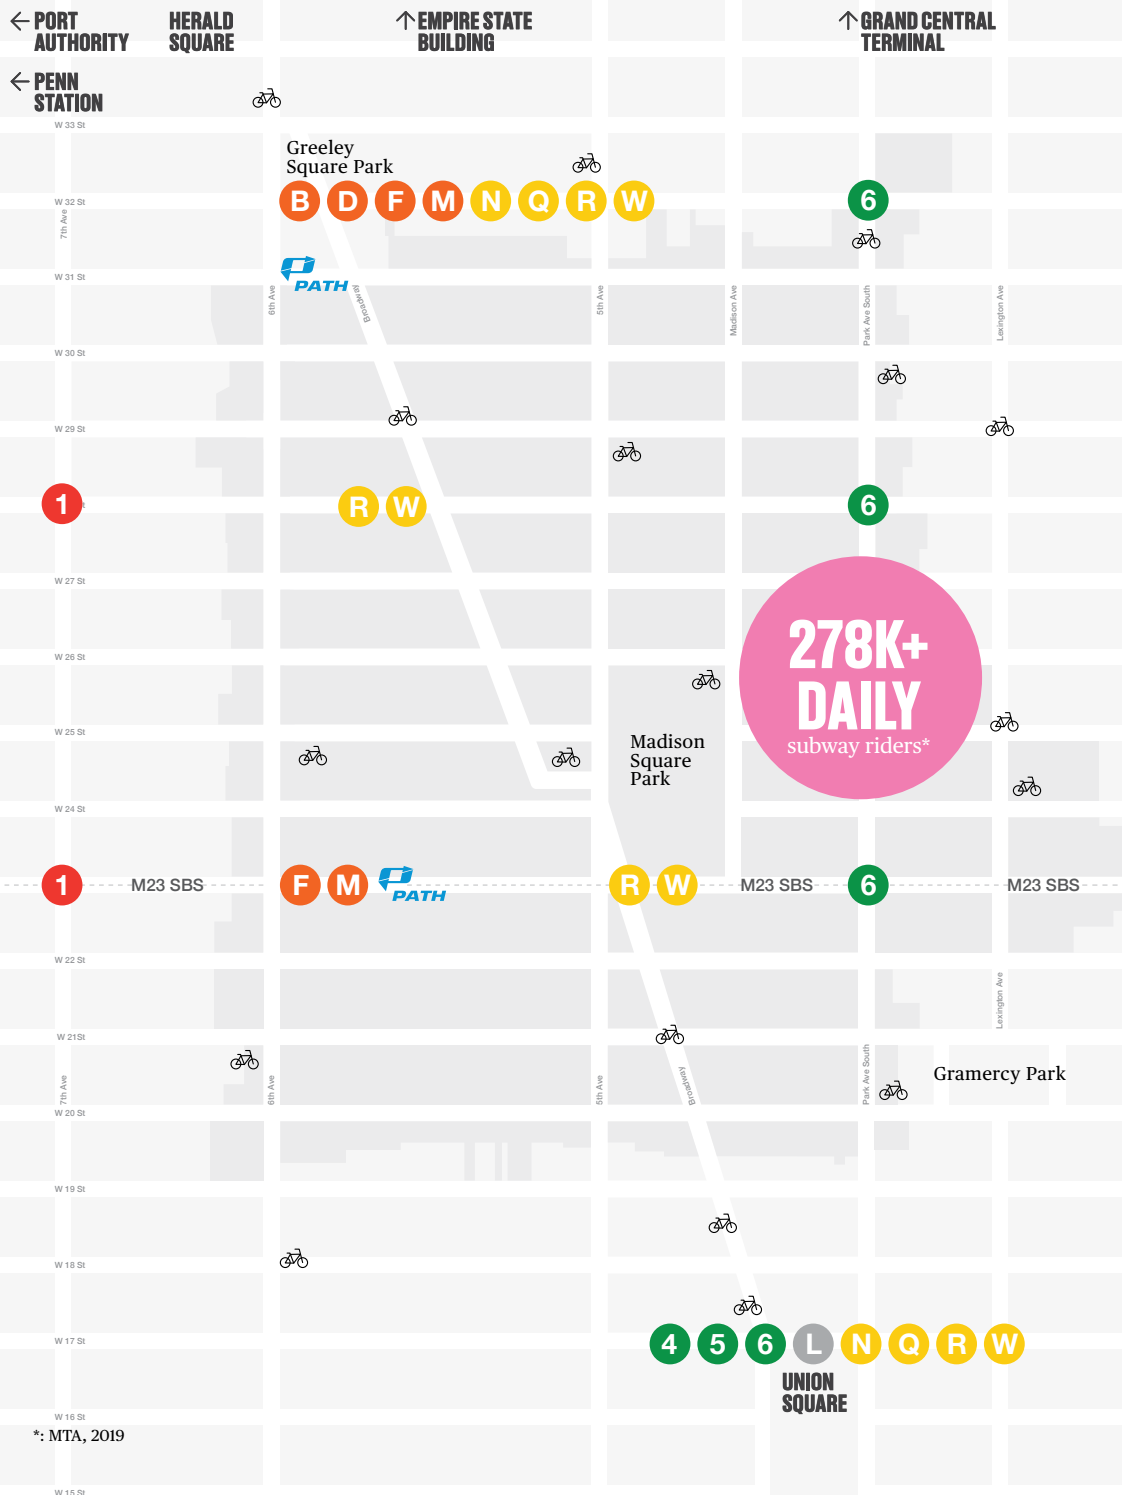 PORT
AUTHORITY
HERALD
SQUARE
EMPIRE STATE
BUILDING
GRAND CENTRAL
TERMINAL
PENN
STATION
W 33 St
Greeley
Square Park
W 32 St
B D F M N Q R W
6
7th Ave
PATH
W 31 St
6th Ave
Broadway
5th Ave
Madison Ave
Park Ave South
Lexington Ave
W 30 St
W 29 St
1
R W
6
W 27 St
278K+
DAILY
subway riders*
W 26 St
W 25 St
Madison
Square
Park
W 24 St
1
M23 SBS
F M
PATH
R W
M23 SBS
6
M23 SBS
W 22 St
Lexington Ave
W 21St
7th Ave
6th Ave
5th Ave
Broadway
Park Ave South
Gramercy Park
W 20 St
W 19 St
W 18 St
W 17 St
4 5 6 L N Q R W
UNION
SQUARE
W 16 St
*: MTA, 2019
W 15 St